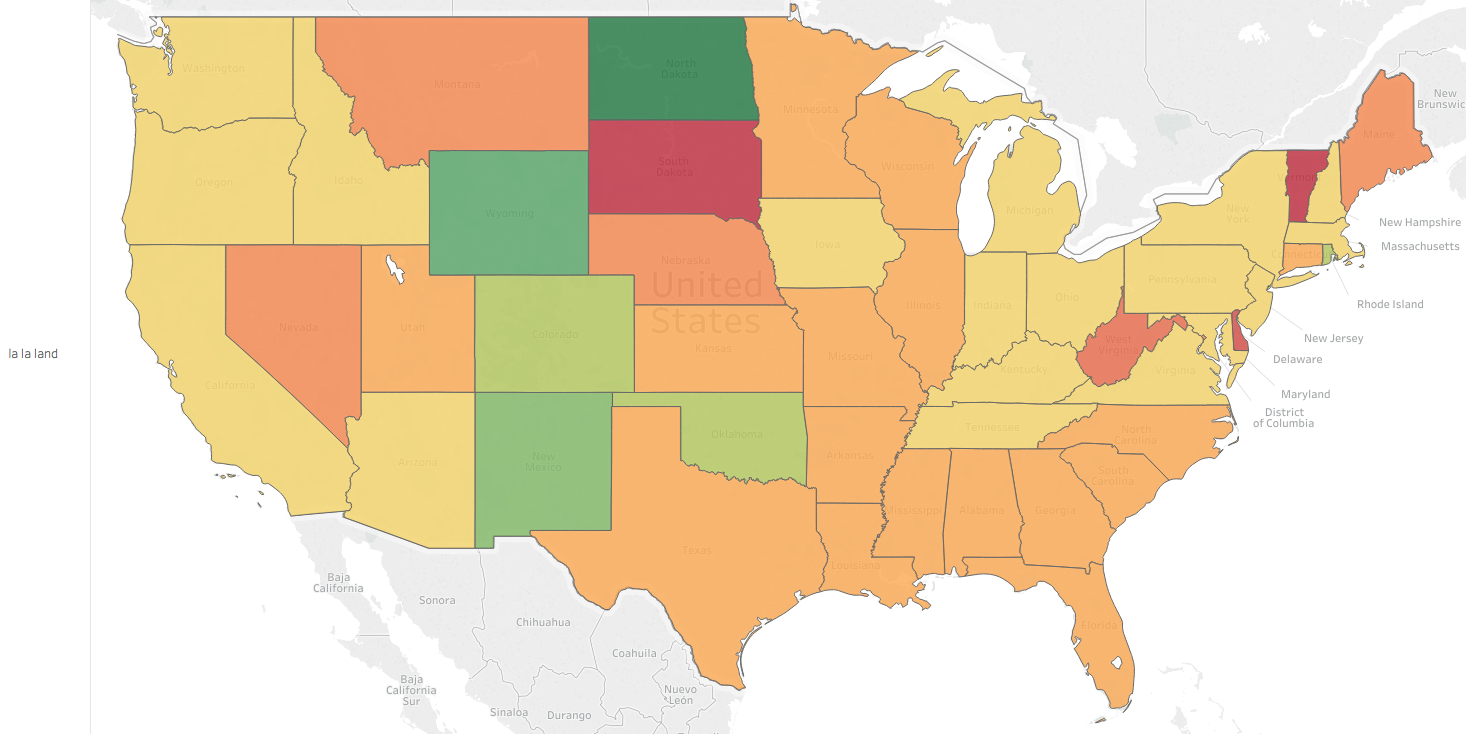 la la land
Washington
Montana
North
Dakota
Minnesota
Oregon
Idaho
Wyoming
South
Dakota
Wisconsin
Michigan
Maine
New
Brunswic
New
York
New Hampshire
Massachusetts
Connecticut
Rhode Island
Nebraska
Iowa
United
States
Nevada
Utah
Colorado
Kansas
Illinois
Indiana
Ohio
Pennsylvania
New Jersey
Delaware
Maryland
District
of Columbia
California
Missouri
Kentucky
West
Virginia
Virginia
Arizona
New
Mexico
Oklahoma
Arkansas
Tennessee
North
Carolina
South
Carolina
Texas
Louisiana
Mississippi
Alabama
Georgia
Florida
Baja
California
Sonora
Chihuahua
Coahuila
Baja
California
Sur
Nuevo
León
Sinaloa
Durango